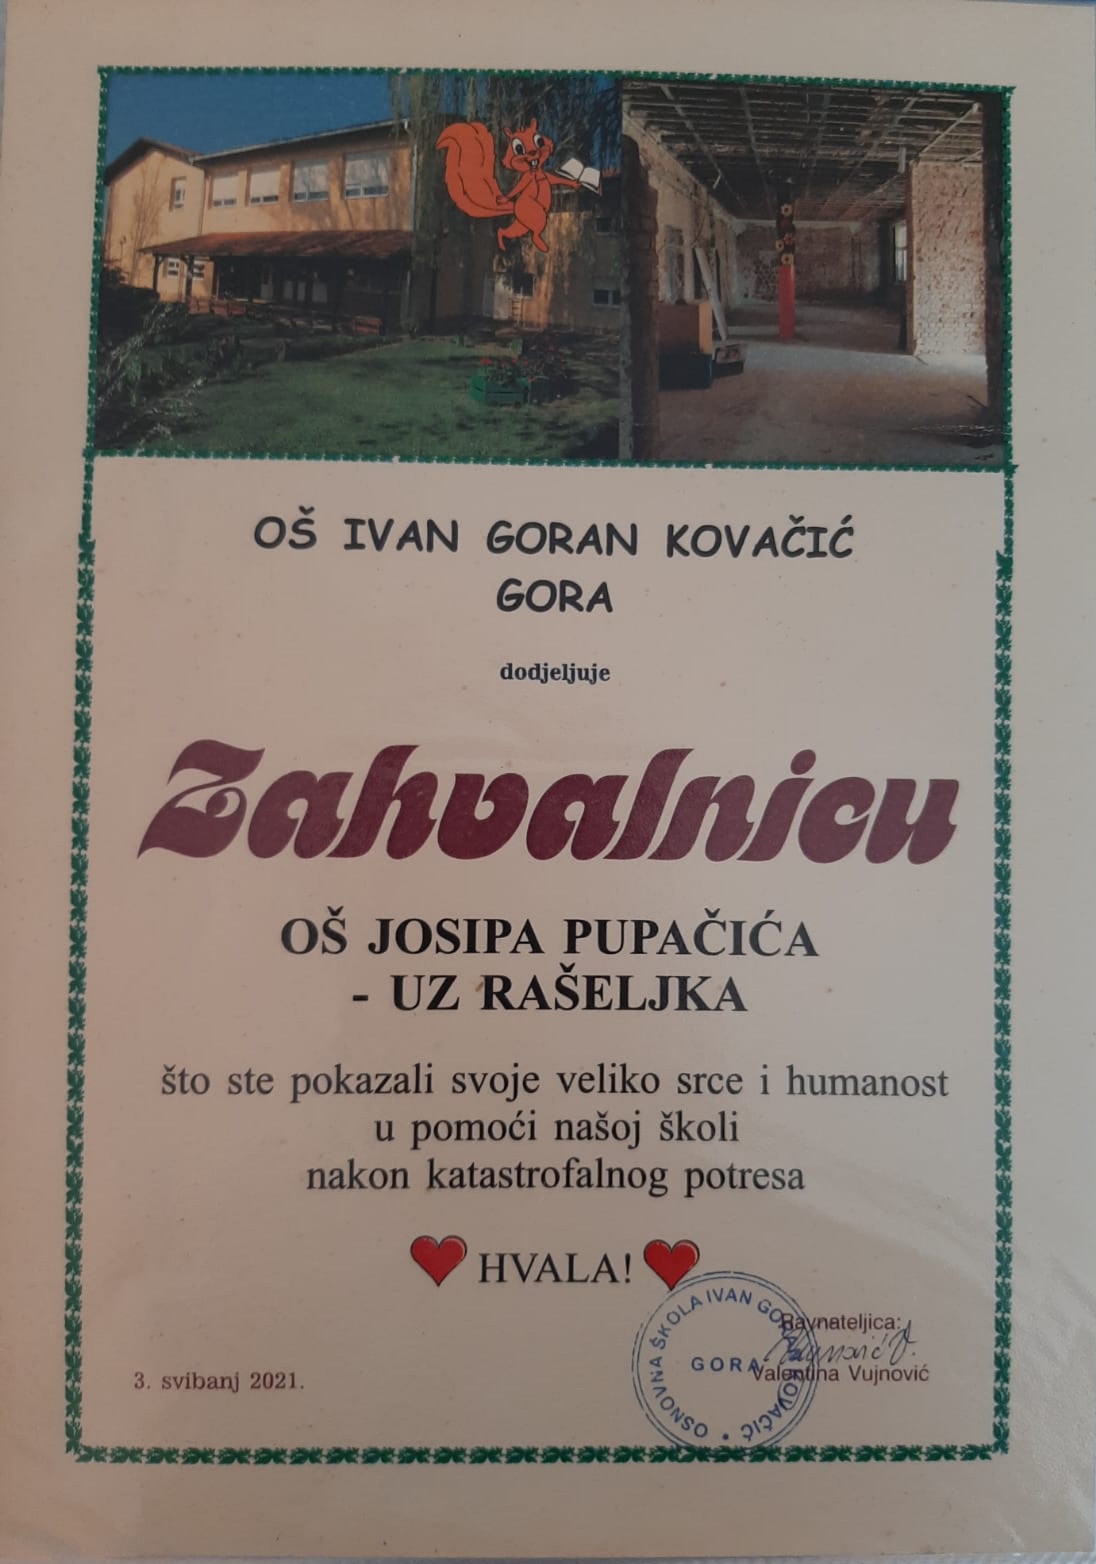 OŠ IVAN GORAN KOVAČIĆ
GORA
dodjeljuje
Zahvalnicu
OŠ JOSIPA PUPAČIĆA
- UZ RAŠELJKA
što ste pokazali svoje veliko srce i humanost
u pomoći našoj školi
nakon katastrofalnog potresa
HVALA!
OSNOVNA ŠKOLA IVAN GORAN KOVAČIĆ
GORA
Ravnateljica:
Valentina Vujnović
3. svibanj 2021.